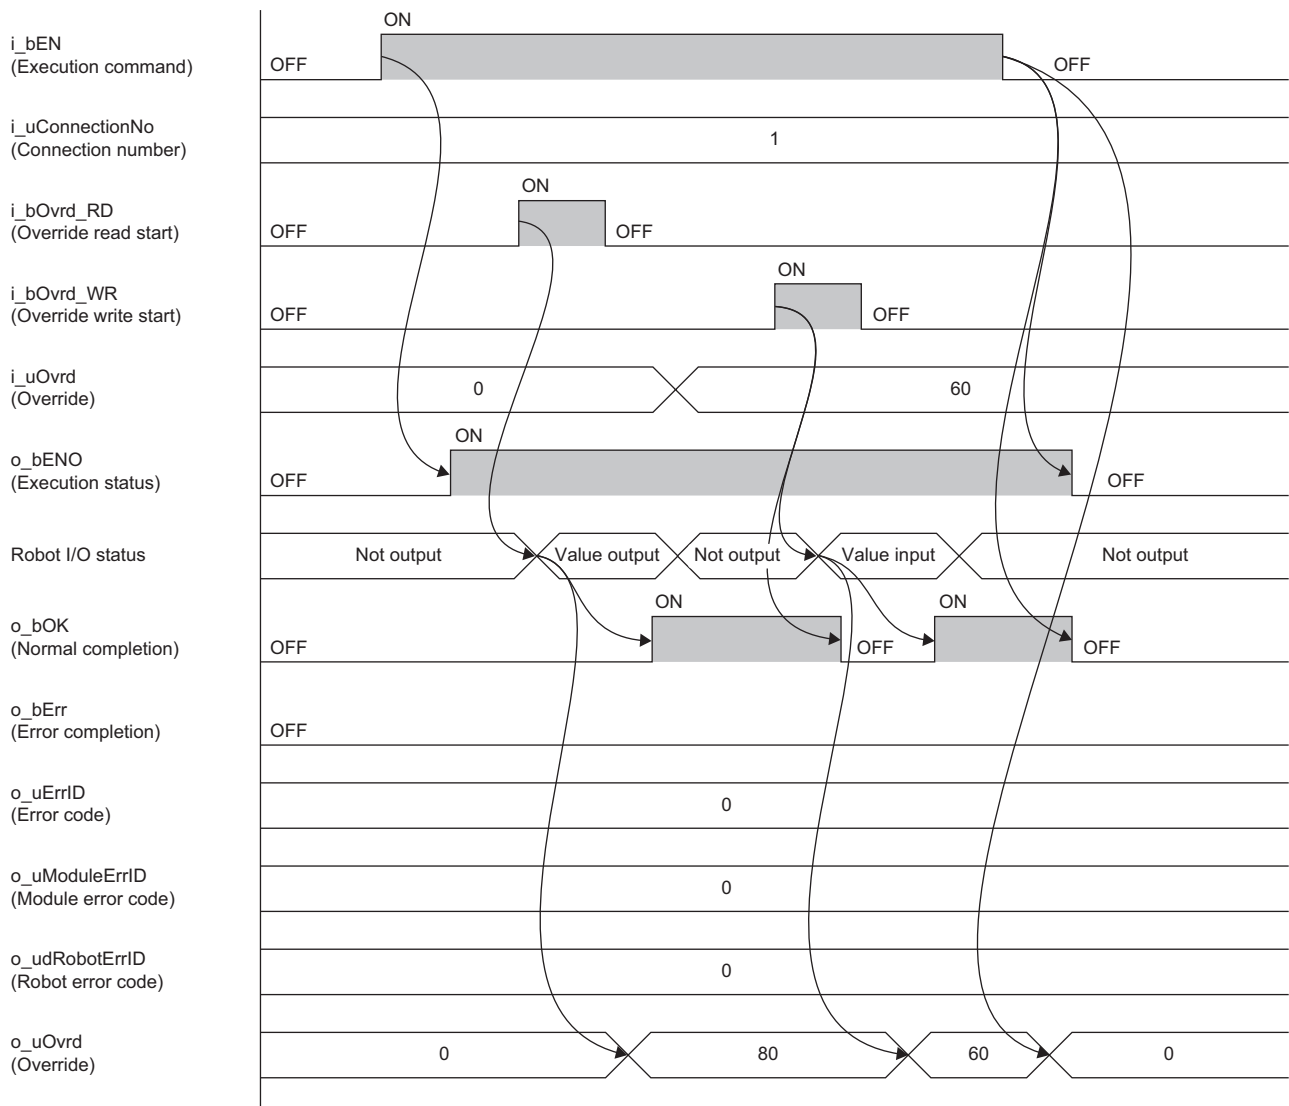 ON
i_bEN
(Execution command)
OFF
OFF
i_uConnectionNo
(Connection number)
1
ON
i_bOvrd_RD
(Override read start)
OFF
OFF
ON
i_bOvrd_WR
(Override write start)
OFF
OFF
i_uOvrd
(Override)
0
60
ON
o_bENO
(Execution status)
OFF
OFF
Robot I/O status
Not output
Value output
Not output
Value input
Not output
ON
ON
o_bOK
(Normal completion)
OFF
OFF
OFF
o_bErr
(Error completion)
OFF
o_uErrID
(Error code)
0
o_uModuleErrID
(Module error code)
0
o_udRobotErrID
(Robot error code)
0
o_uOvrd
(Override)
0
80
60
0